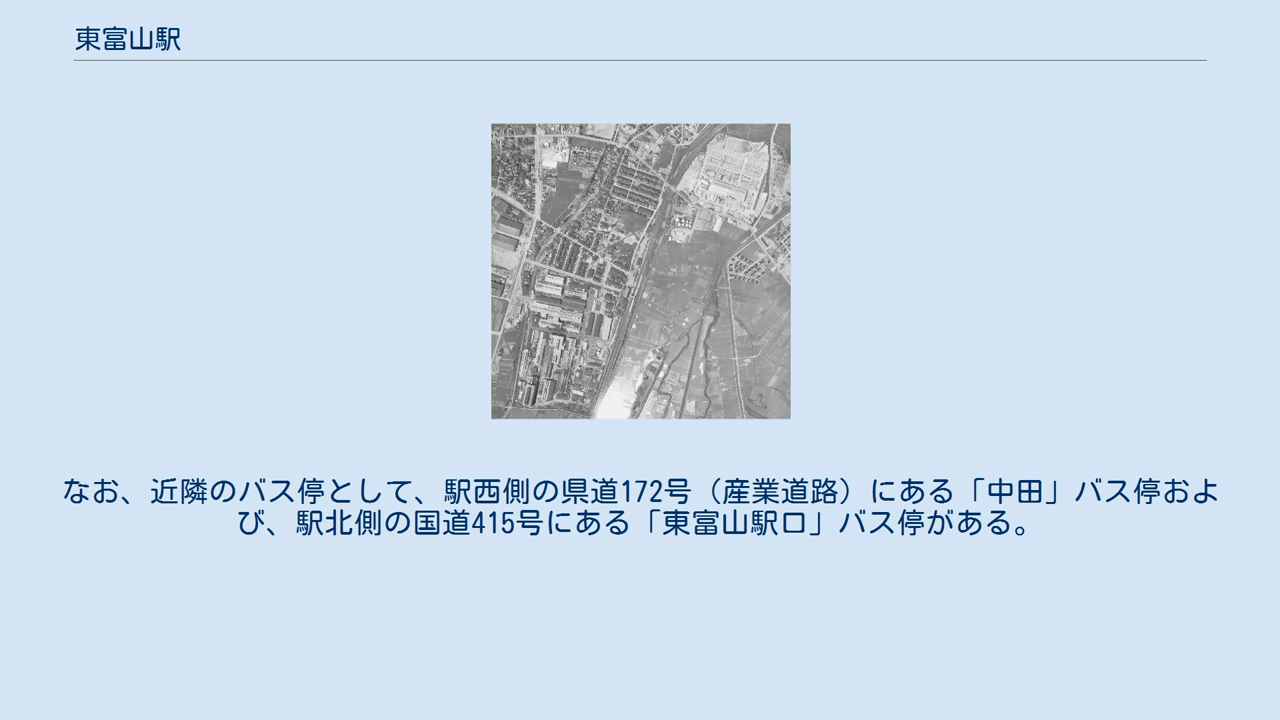 東富山駅
なお、近隣のバス停として、駅西側の県道172号（産業道路）にある「中田」バス停およ
び、駅北側の国道415号にある「東富山駅口」バス停がある。